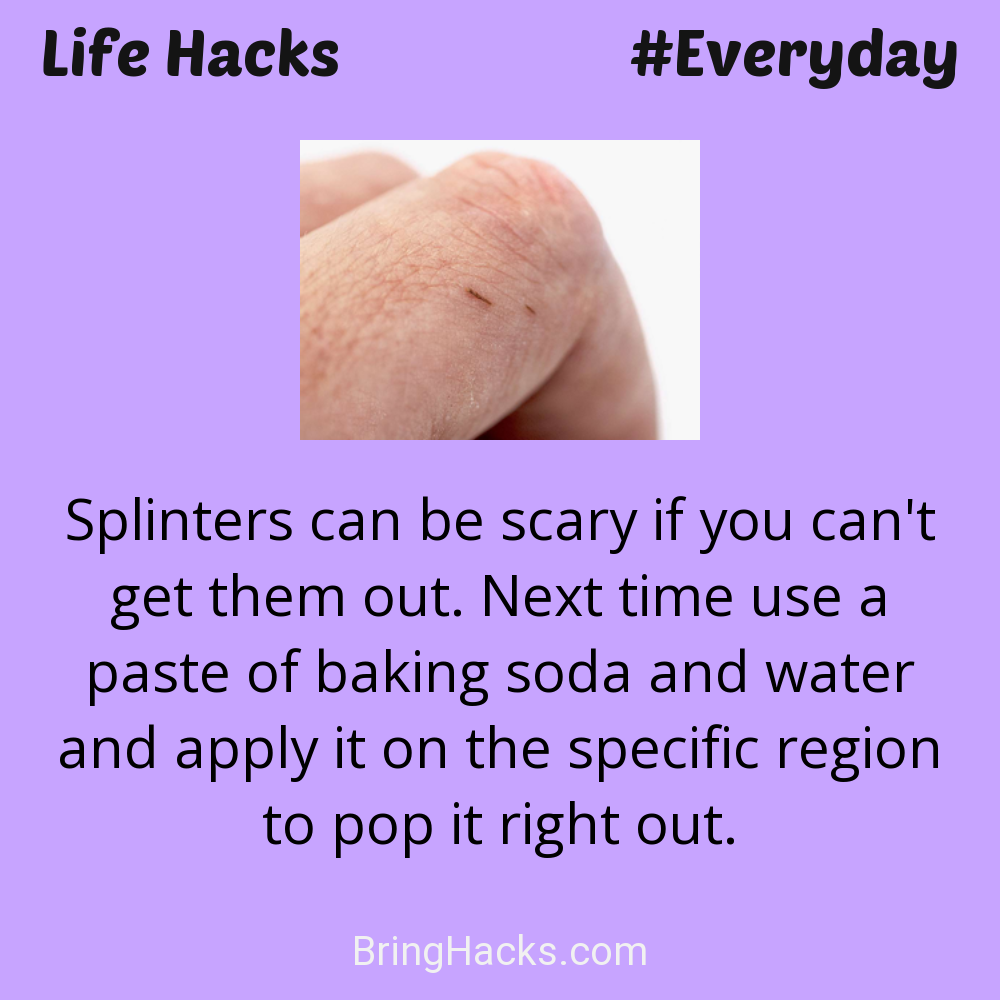 Life Hacks #Everyday
Splinters can be scary if you can't
get them out. Next time use a
paste of baking soda and water
and apply it on the specific region
to pop it right out.
BringHacks.com